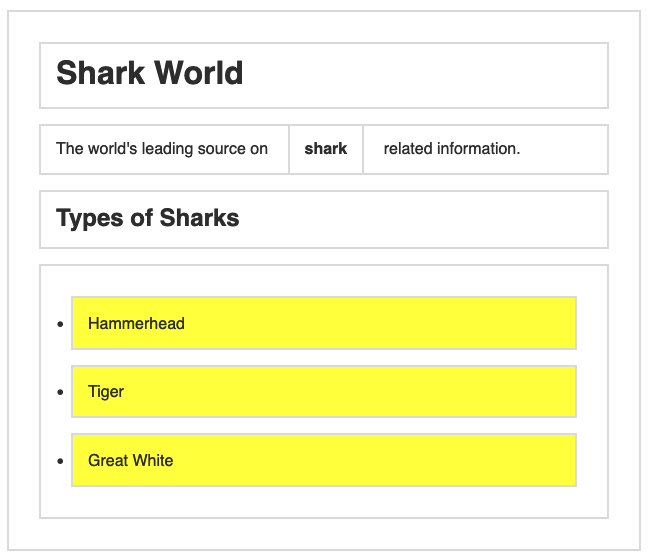 Shark World
The world's leading source on shark related information.
Types of Sharks
Hammerhead
Tiger
Great White